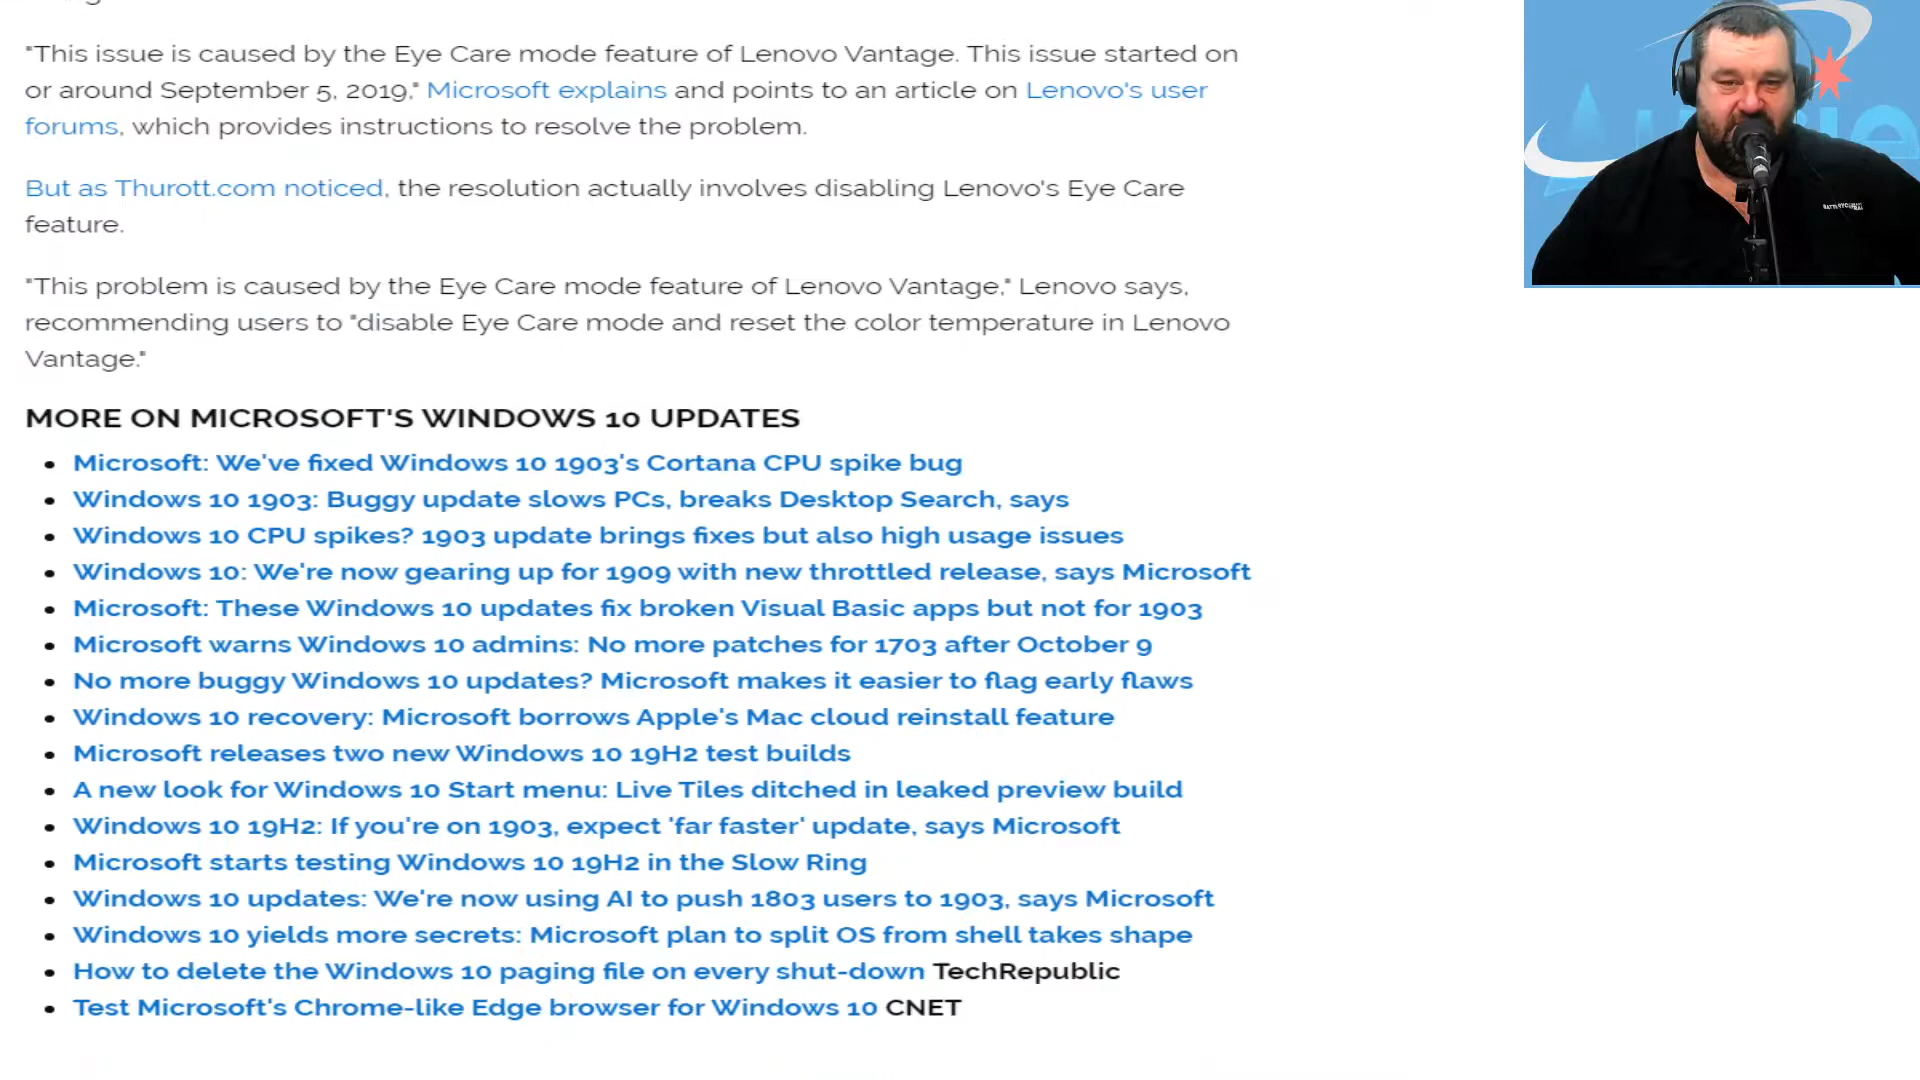 "This issue is caused by the Eye Care mode feature of Lenovo Vantage. This issue started on
or around September 5, 2019," Microsoft explains and points to an article on Lenovo's user
forums, which provides instructions to resolve the problem.
But as Thurott.com noticed, the resolution actually involves disabling Lenovo's Eye Care
feature.
"This problem is caused by the Eye Care mode feature of Lenovo Vantage," Lenovo says,
recommending users to "disable Eye Care mode and reset the color temperature in Lenovo
Vantage."
MORE ON MICROSOFT'S WINDOWS 10 UPDATES
Microsoft: We've fixed Windows 10 1903's Cortana CPU spike bug
Windows 10 1903: Buggy update slows PCs, breaks Desktop Search, says
Windows 10 CPU spikes? 1903 update brings fixes but also high usage issues
Windows 10: We're now gearing up for 1909 with new throttled release, says Microsoft
Microsoft: These Windows 10 updates fix broken Visual Basic apps but not for 1903
Microsoft warns Windows 10 admins: No more patches for 1703 after October 9
No more buggy Windows 10 updates? Microsoft makes it easier to flag early flaws
Windows 10 recovery: Microsoft borrows Apple's Mac cloud reinstall feature
Microsoft releases two new Windows 10 19H2 test builds
A new look for Windows 10 Start menu: Live Tiles ditched in leaked preview build
Windows 10 19H2: If you're on 1903, expect 'far faster' update, says Microsoft
Microsoft starts testing Windows 10 19H2 in the Slow Ring
Windows 10 updates: We're now using AI to push 1803 users to 1903, says Microsoft
Windows 10 yields more secrets: Microsoft plan to split OS from shell takes shape
How to delete the Windows 10 paging file on every shut-down TechRepublic
Test Microsoft's Chrome-like Edge browser for Windows 10 CNET